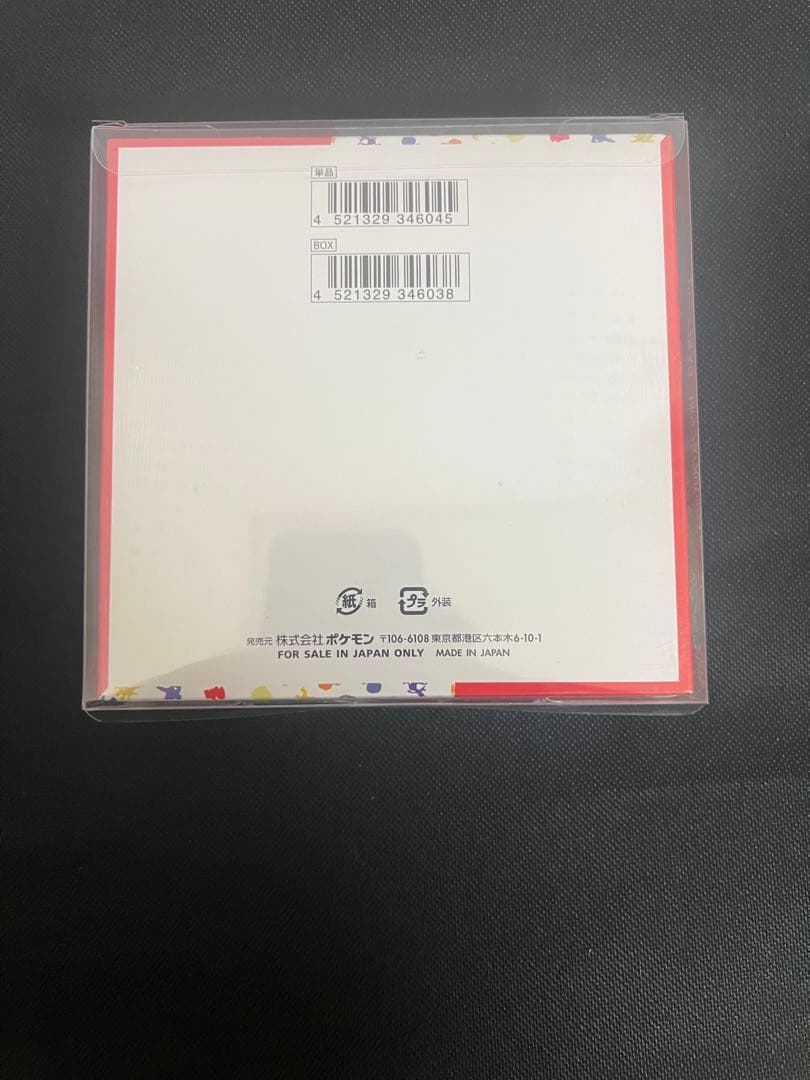 単品
4 521329 346045
BOX
4 521329 346038
紙 箱 プラ 外装
発売元 株式会社 ポケモン 〒106-6108 東京都港区六本木6-10-1
FOR SALE IN JAPAN ONLY MADE IN JAPAN